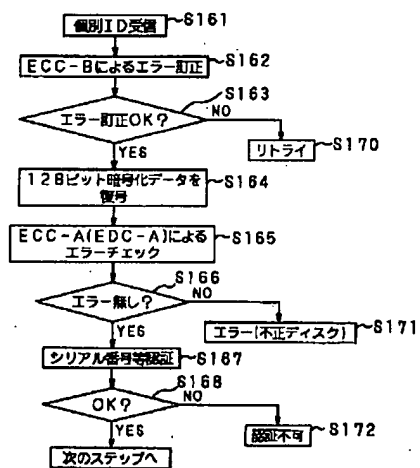 個別ID受信
S161
ECC-Bによるエラー訂正
S162
エラー訂正OK?
S163
NO
リトライ
S170
YES
128ビット暗号化データを
復号
S164
ECC-A(EDC-A)による
エラーチェック
S165
エラー無し?
S166
NO
エラー(不正ディスク)
S171
YES
シリアル番号等認証
S167
OK?
S168
NO
認証不可
S172
YES
次のステップへ